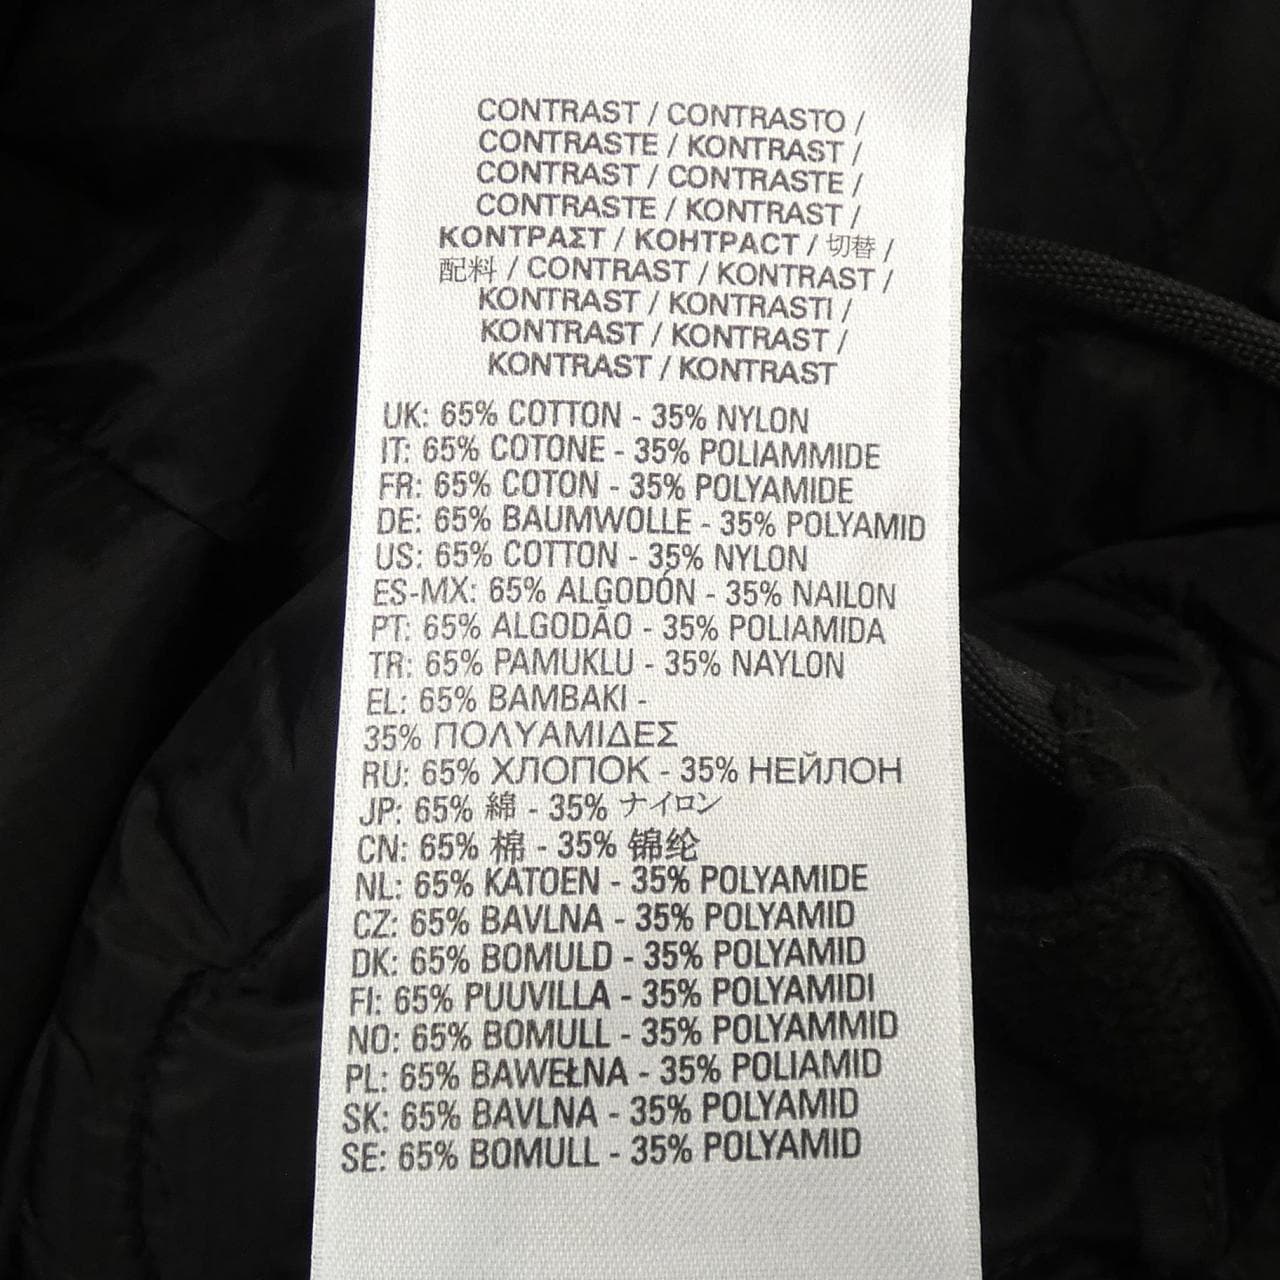 CONTRAST / CONTRASTO /
CONTRASTE / KONTRAST /
CONTRAST / CONTRASTE /
CONTRASTE / KONTRAST /
ΚΟΝΤΡΑΣΤ / КОНТРАСТ / 切替 /
配料 / CONTRAST / KONTRAST /
KONTRAST / KONTRASTI /
KONTRAST / KONTRAST /
KONTRAST / KONTRAST
UK: 65% COTTON - 35% NYLON
IT: 65% COTONE - 35% POLIAMMIDE
FR: 65% COTON - 35% POLYAMIDE
DE: 65% BAUMWOLLE - 35% POLYAMID
US: 65% COTTON - 35% NYLON
ES-MX: 65% ALGODÓN - 35% NAILON
PT: 65% ALGODÃO - 35% POLIAMIDA
TR: 65% PAMUKLU - 35% NAYLON
EL: 65% ΒΑΜΒΑΚΙ -
35% ΠΟΛΥΑΜΙΔΕΣ
RU: 65% ХЛОПОК - 35% НЕЙЛОН
JP: 65% 綿 - 35% ナイロン
CN: 65% 棉 - 35% 锦纶
NL: 65% KATOEN - 35% POLYAMIDE
CZ: 65% BAVLNA - 35% POLYAMID
DK: 65% BOMULD - 35% POLYAMID
FI: 65% PUUVILLA - 35% POLYAMIDI
NO: 65% BOMULL - 35% POLYAMMID
PL: 65% BAWEŁNA - 35% POLIAMID
SK: 65% BAVLNA - 35% POLYAMID
SE: 65% BOMULL - 35% POLYAMID